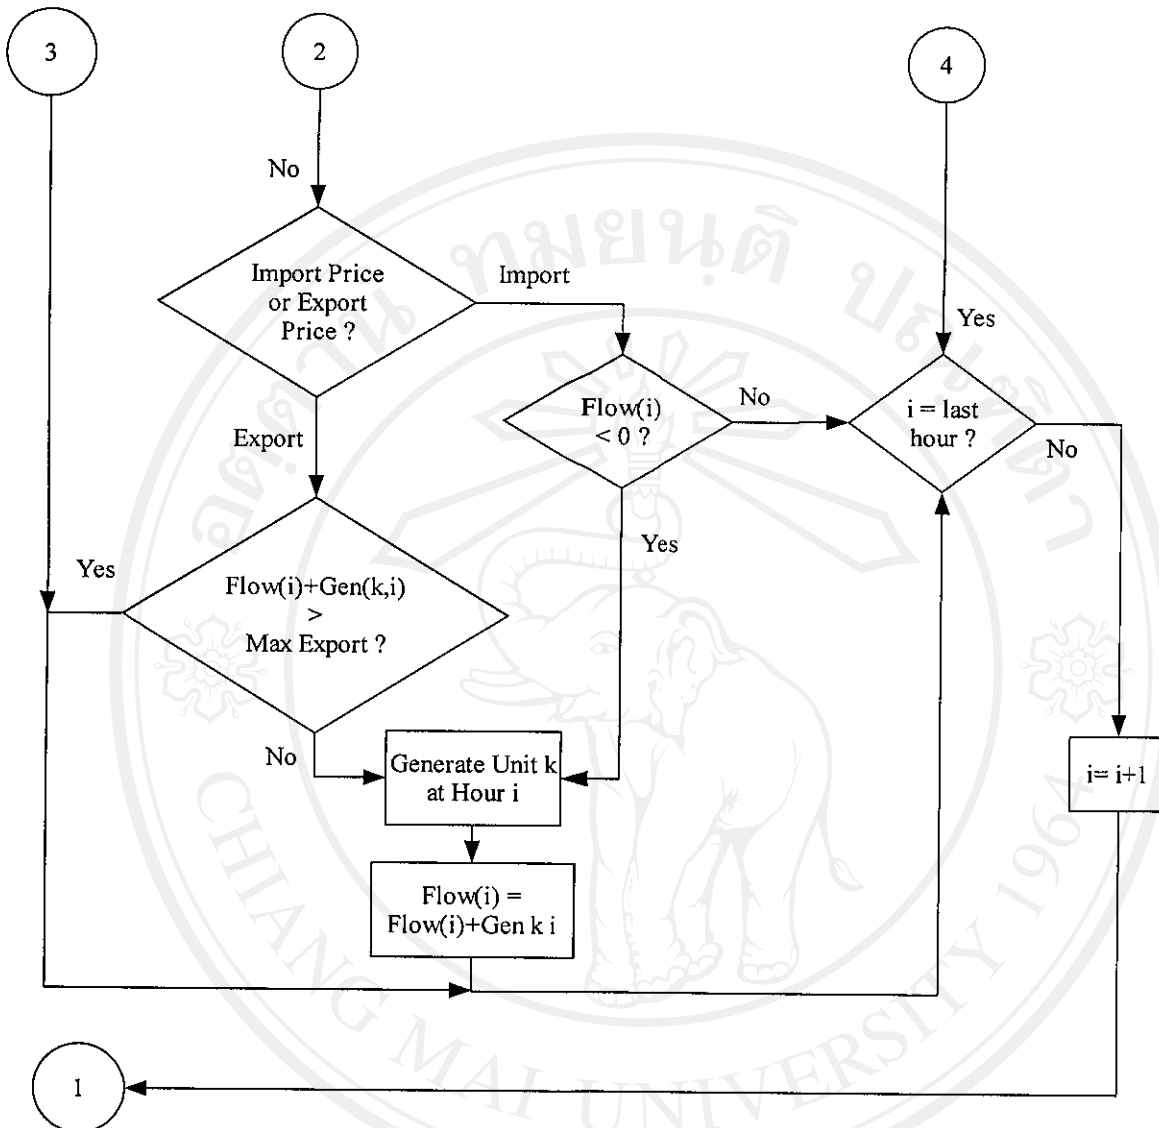 3
2
4
No
Import Price
or Export
Price ?
Import
Yes
Flow(i)
< 0 ?
No
i = last
hour ?
No
Export
Yes
Yes
Flow(i)+Gen(k,i)
>
Max Export ?
No
Generate Unit k
at Hour i
i= i+1
Flow(i) =
Flow(i)+Gen k i
1
CHIANG MAI UNIVERSITY 1964